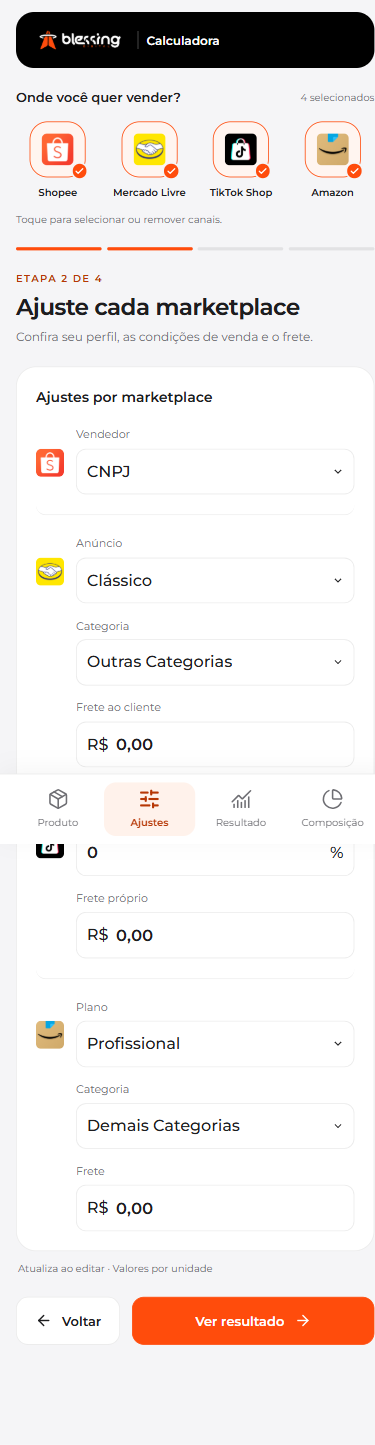 blessing
Calculadora
Onde você quer vender?
4 selecionados
Shopee
Mercado Livre
TikTok Shop
Amazon
Toque para selecionar ou remover canais.
ETAPA 2 DE 4
Ajuste cada marketplace
Confira seu perfil, as condições de venda e o frete.
Ajustes por marketplace
Vendedor
CNPJ
Anúncio
Clássico
Categoria
Outras Categorias
Frete ao cliente
R$ 0,00
Produto
Ajustes
Resultado
Composição
0 %
Frete próprio
R$ 0,00
Plano
Profissional
Categoria
Demais Categorias
Frete
R$ 0,00
Atualiza ao editar · Valores por unidade
Voltar
Ver resultado